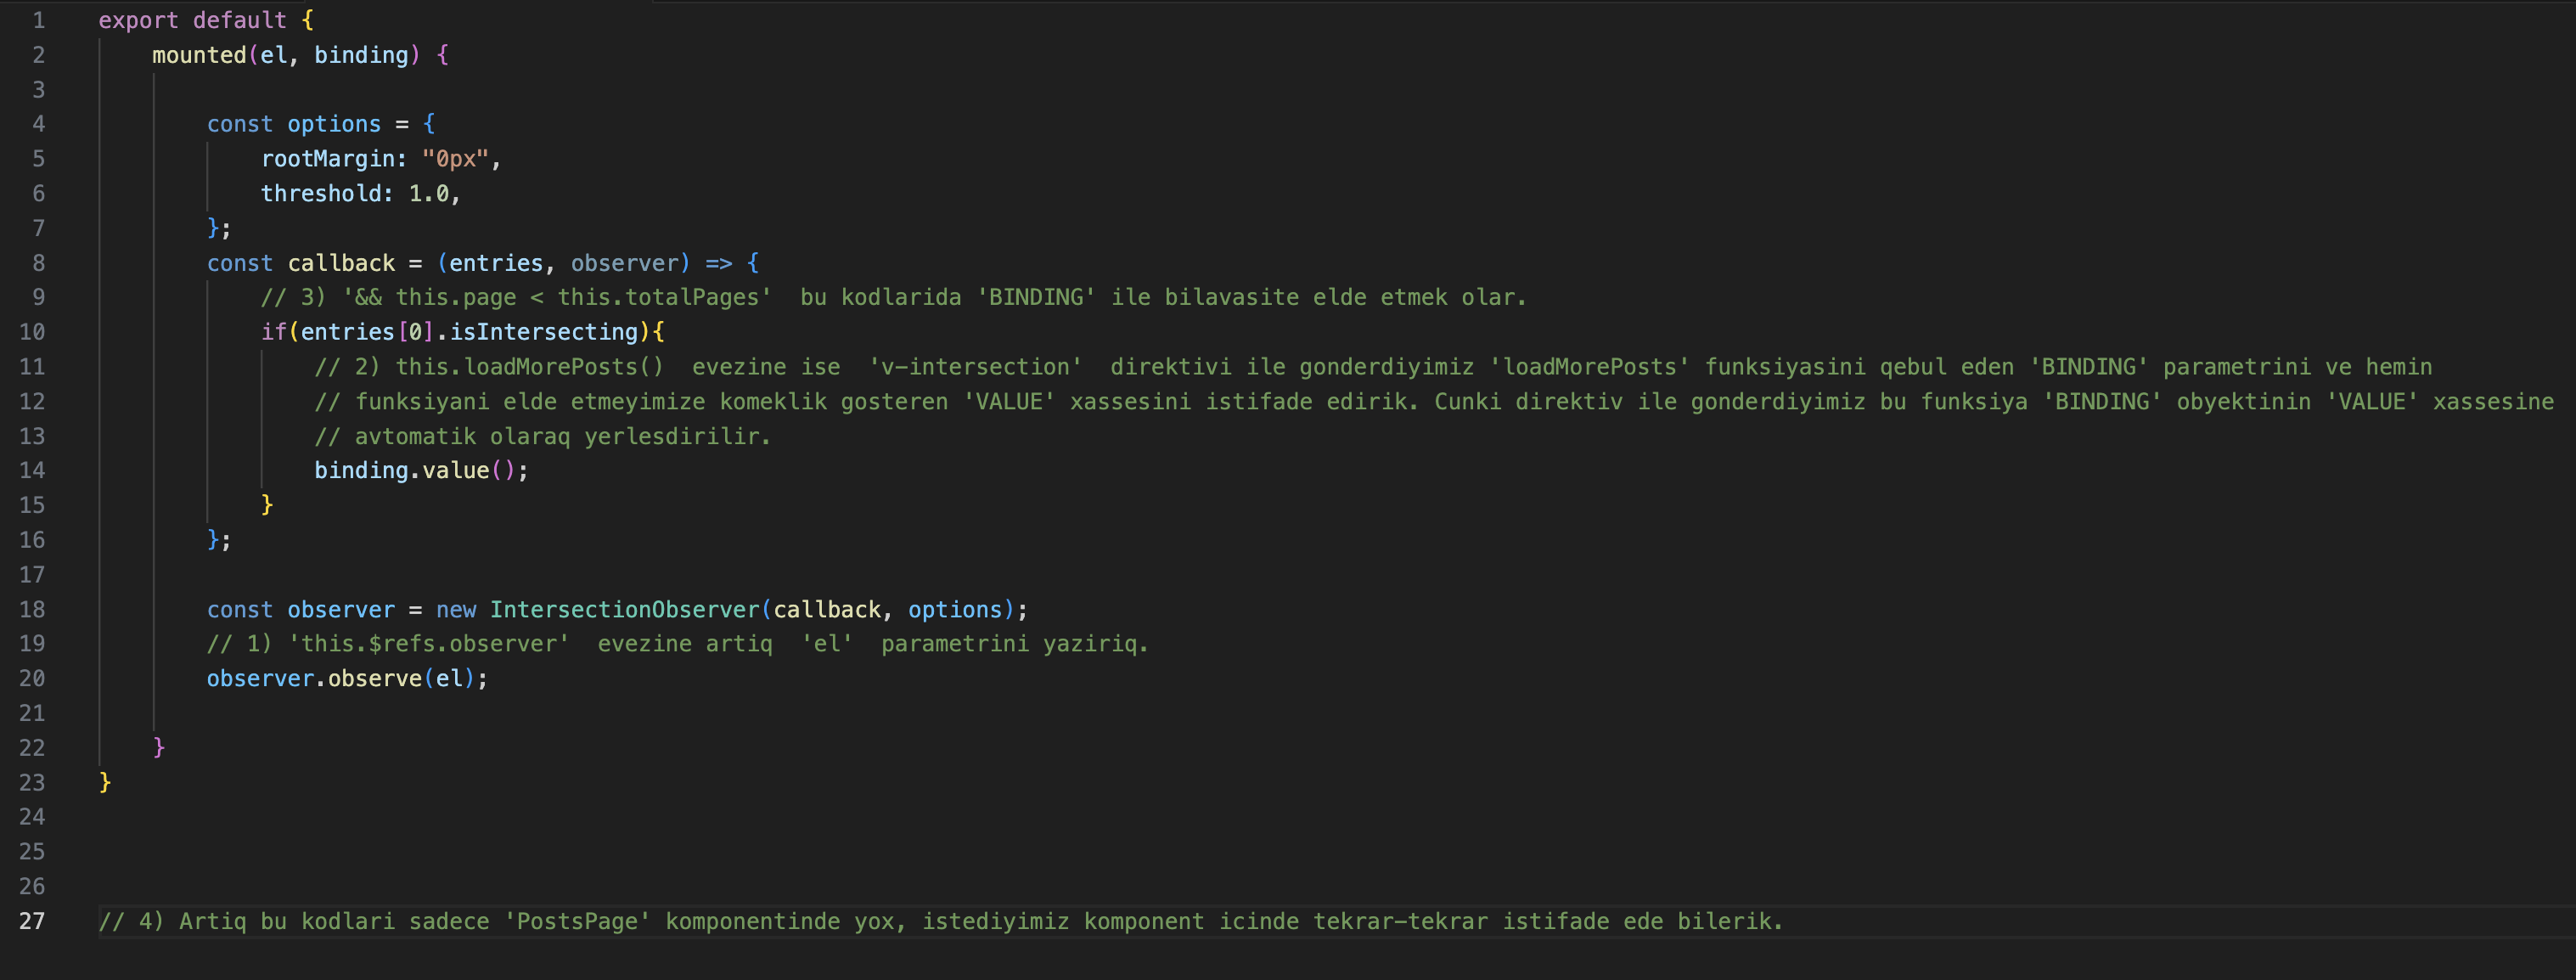 1 export default {
2 mounted(el, binding) {
3
4 const options = {
5 rootMargin: "0px",
6 threshold: 1.0,
7 };
8 const callback = (entries, observer) => {
9 // 3) '&& this.page < this.totalPages'  bu kodlarida 'BINDING' ile bilavasite elde etmek olar.
10 if(entries[0].isIntersecting){
11 // 2) this.loadMorePosts()  evezine ise  'v-intersection'  direktivi ile gonderdiyimiz 'loadMorePosts' funksiyasini qebul eden 'BINDING' parametrini ve hemin
12 // funksiyani elde etmeyimize komeklik gosteren 'VALUE' xassesini istifade edirik. Cunki direktiv ile gonderdiyimiz bu funksiya 'BINDING' obyektinin 'VALUE' xassesine
13 // avtomatik olaraq yerlesdirilir.
14 binding.value();
15 }
16 };
17
18 const observer = new IntersectionObserver(callback, options);
19 // 1) 'this.$refs.observer'  evezine artiq  'el'  parametrini yaziriq.
20 observer.observe(el);
21
22 }
23 }
24
25
26
27 // 4) Artiq bu kodlari sadece 'PostsPage' komponentinde yox, istediyimiz komponent icinde tekrar-tekrar istifade ede bilerik.